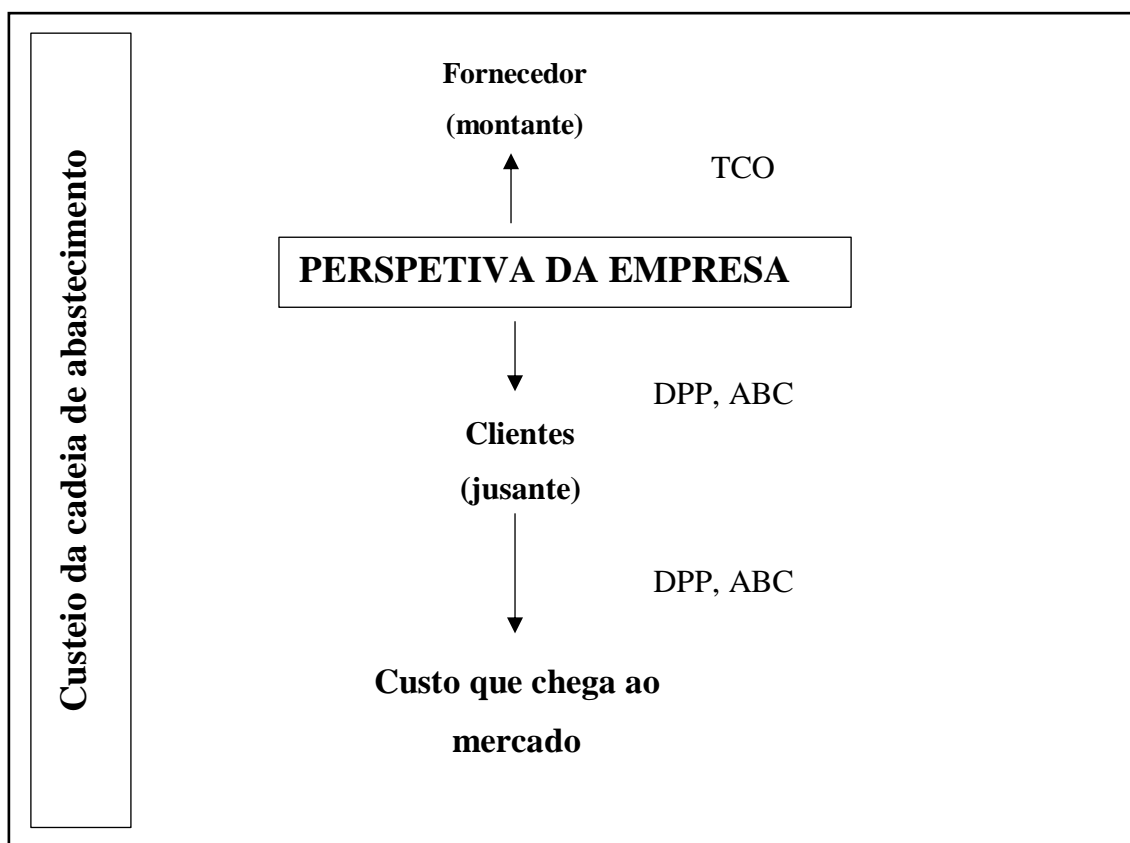 Custeio da cadeia de abastecimento
Fornecedor
(montante)
TCO
PERSPETIVA DA EMPRESA
DPP, ABC
Clientes
(jusante)
DPP, ABC
Custo que chega ao
mercado